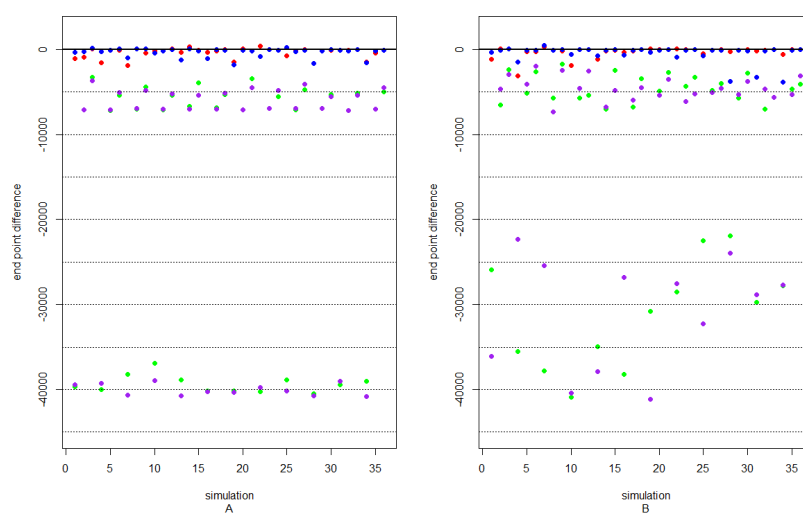 0
-10000
-20000
-30000
-40000
end point difference
0 5 10 15 20 25 30 35
simulation
A
0
-10000
-20000
-30000
-40000
end point difference
0 5 10 15 20 25 30 35
simulation
B